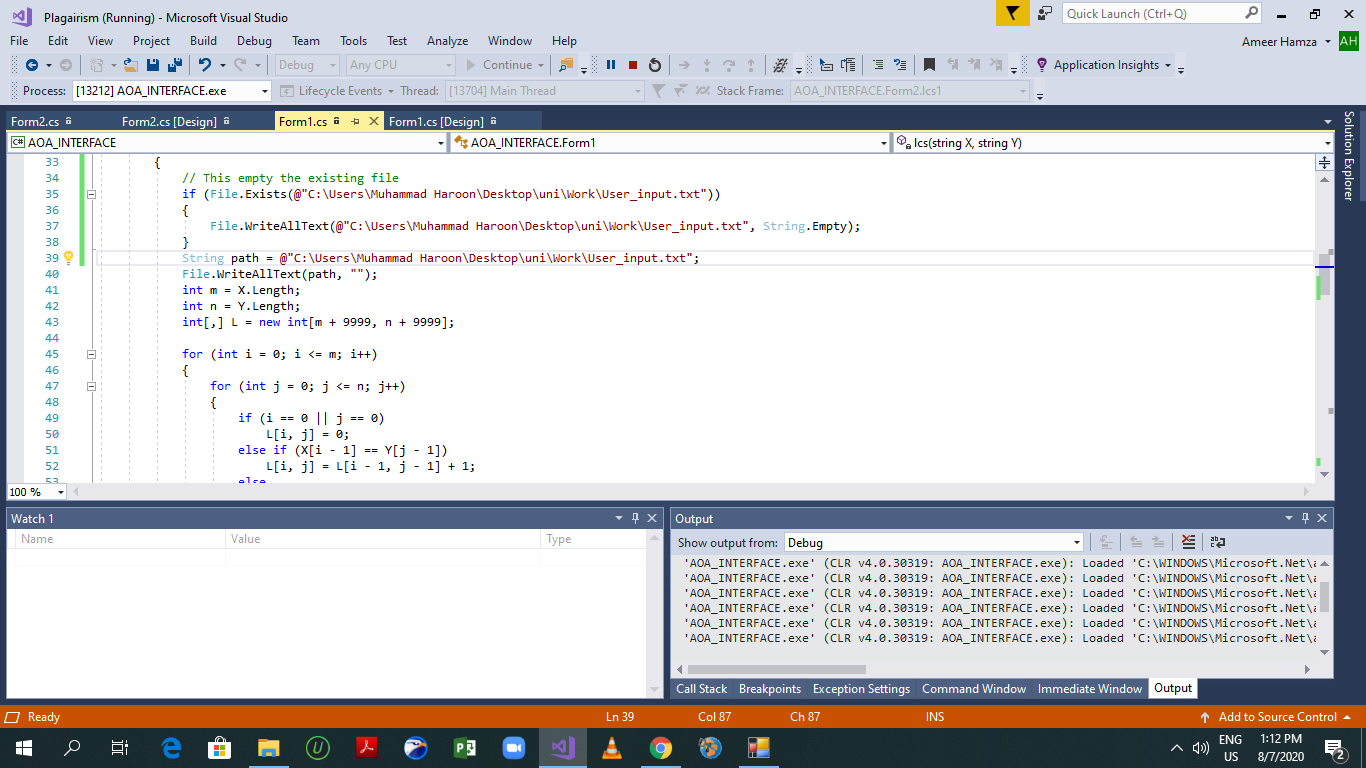 Plagairism (Running) - Microsoft Visual Studio
Quick Launch (Ctrl+Q)
File Edit View Project Build Debug Team Tools Test Analyze Window Help
Ameer Hamza AH
Debug Any CPU Continue Application Insights
Process: [13212] AOA_INTERFACE.exe Lifecycle Events Thread: [13704] Main Thread Stack Frame: AOA_INTERFACE.Form2.lcs1
Form2.cs Form2.cs [Design] Form1.cs Form1.cs [Design]
Solution Explorer
C# AOA_INTERFACE AOA_INTERFACE.Form1 lcs(string X, string Y)
33 {
34 // This empty the existing file
35 if (File.Exists(@"C:\Users\Muhammad Haroon\Desktop\uni\Work\User_input.txt"))
36 {
37 File.WriteAllText(@"C:\Users\Muhammad Haroon\Desktop\uni\Work\User_input.txt", String.Empty);
38 }
39 String path = @"C:\Users\Muhammad Haroon\Desktop\uni\Work\User_input.txt";
40 File.WriteAllText(path, "");
41 int m = X.Length;
42 int n = Y.Length;
43 int[,] L = new int[m + 9999, n + 9999];
44
45 for (int i = 0; i <= m; i++)
46 {
47 for (int j = 0; j <= n; j++)
48 {
49 if (i == 0 || j == 0)
50 L[i, j] = 0;
51 else if (X[i - 1] == Y[j - 1])
52 L[i, j] = L[i - 1, j - 1] + 1;
53 else
100 %
Watch 1
Name Value Type
Output
Show output from: Debug
'AOA_INTERFACE.exe' (CLR v4.0.30319: AOA_INTERFACE.exe): Loaded 'C:\WINDOWS\Microsoft.Net\a
'AOA_INTERFACE.exe' (CLR v4.0.30319: AOA_INTERFACE.exe): Loaded 'C:\WINDOWS\Microsoft.Net\a
'AOA_INTERFACE.exe' (CLR v4.0.30319: AOA_INTERFACE.exe): Loaded 'C:\WINDOWS\Microsoft.Net\a
'AOA_INTERFACE.exe' (CLR v4.0.30319: AOA_INTERFACE.exe): Loaded 'C:\WINDOWS\Microsoft.Net\a
'AOA_INTERFACE.exe' (CLR v4.0.30319: AOA_INTERFACE.exe): Loaded 'C:\WINDOWS\Microsoft.Net\a
'AOA_INTERFACE.exe' (CLR v4.0.30319: AOA_INTERFACE.exe): Loaded 'C:\WINDOWS\Microsoft.Net\a
Call Stack Breakpoints Exception Settings Command Window Immediate Window Output
Ready Ln 39 Col 87 Ch 87 INS Add to Source Control
ENG 1:12 PM
US 8/7/2020 2